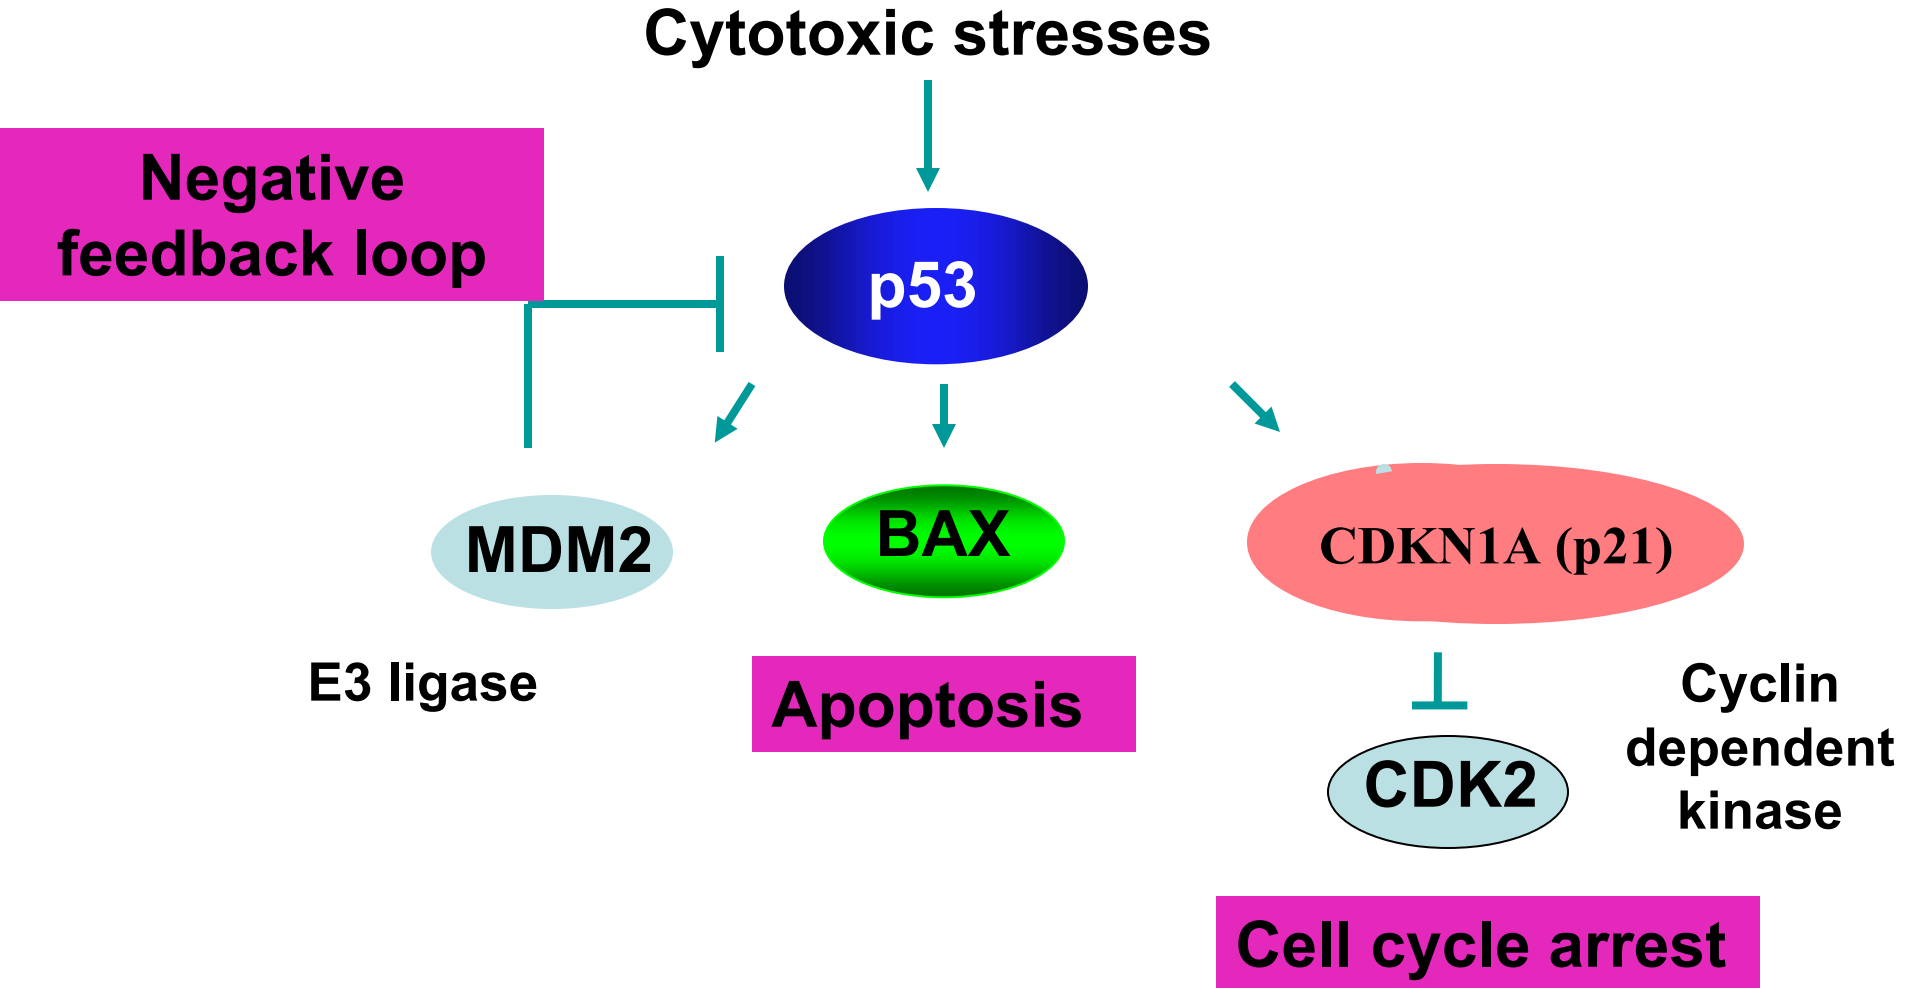 Cytotoxic stresses
Negative
feedback loop
p53
MDM2
BAX
CDKN1A (p21)
E3 ligase
Apoptosis
Cyclin
dependent
kinase
CDK2
Cell cycle arrest